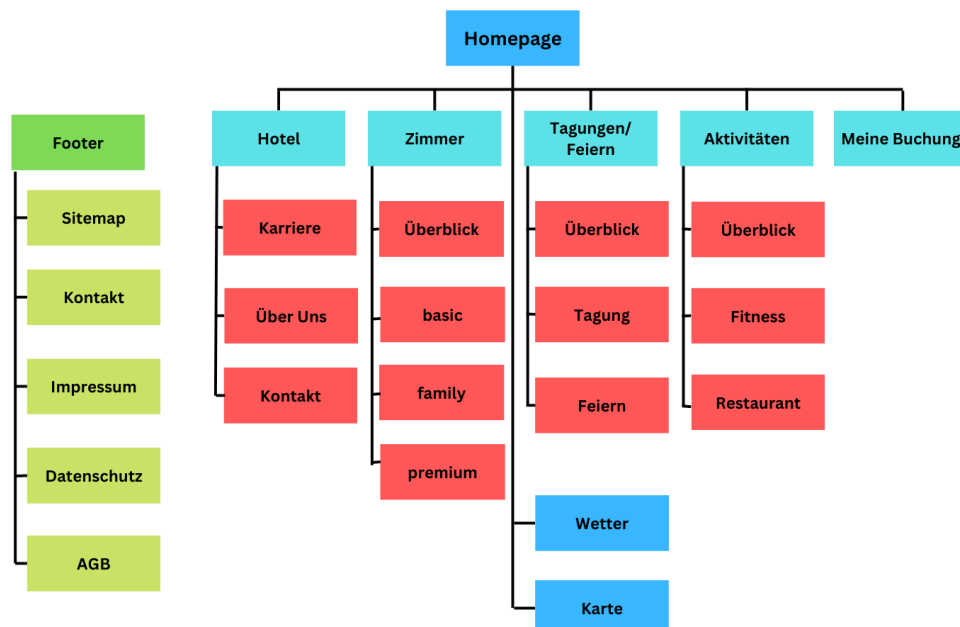 Homepage
Footer
Sitemap
Kontakt
Impressum
Datenschutz
AGB
Hotel
Karriere
Über Uns
Kontakt
Zimmer
Überblick
basic
family
premium
Tagungen/
Feiern
Überblick
Tagung
Feiern
Aktivitäten
Überblick
Fitness
Restaurant
Meine Buchung
Wetter
Karte